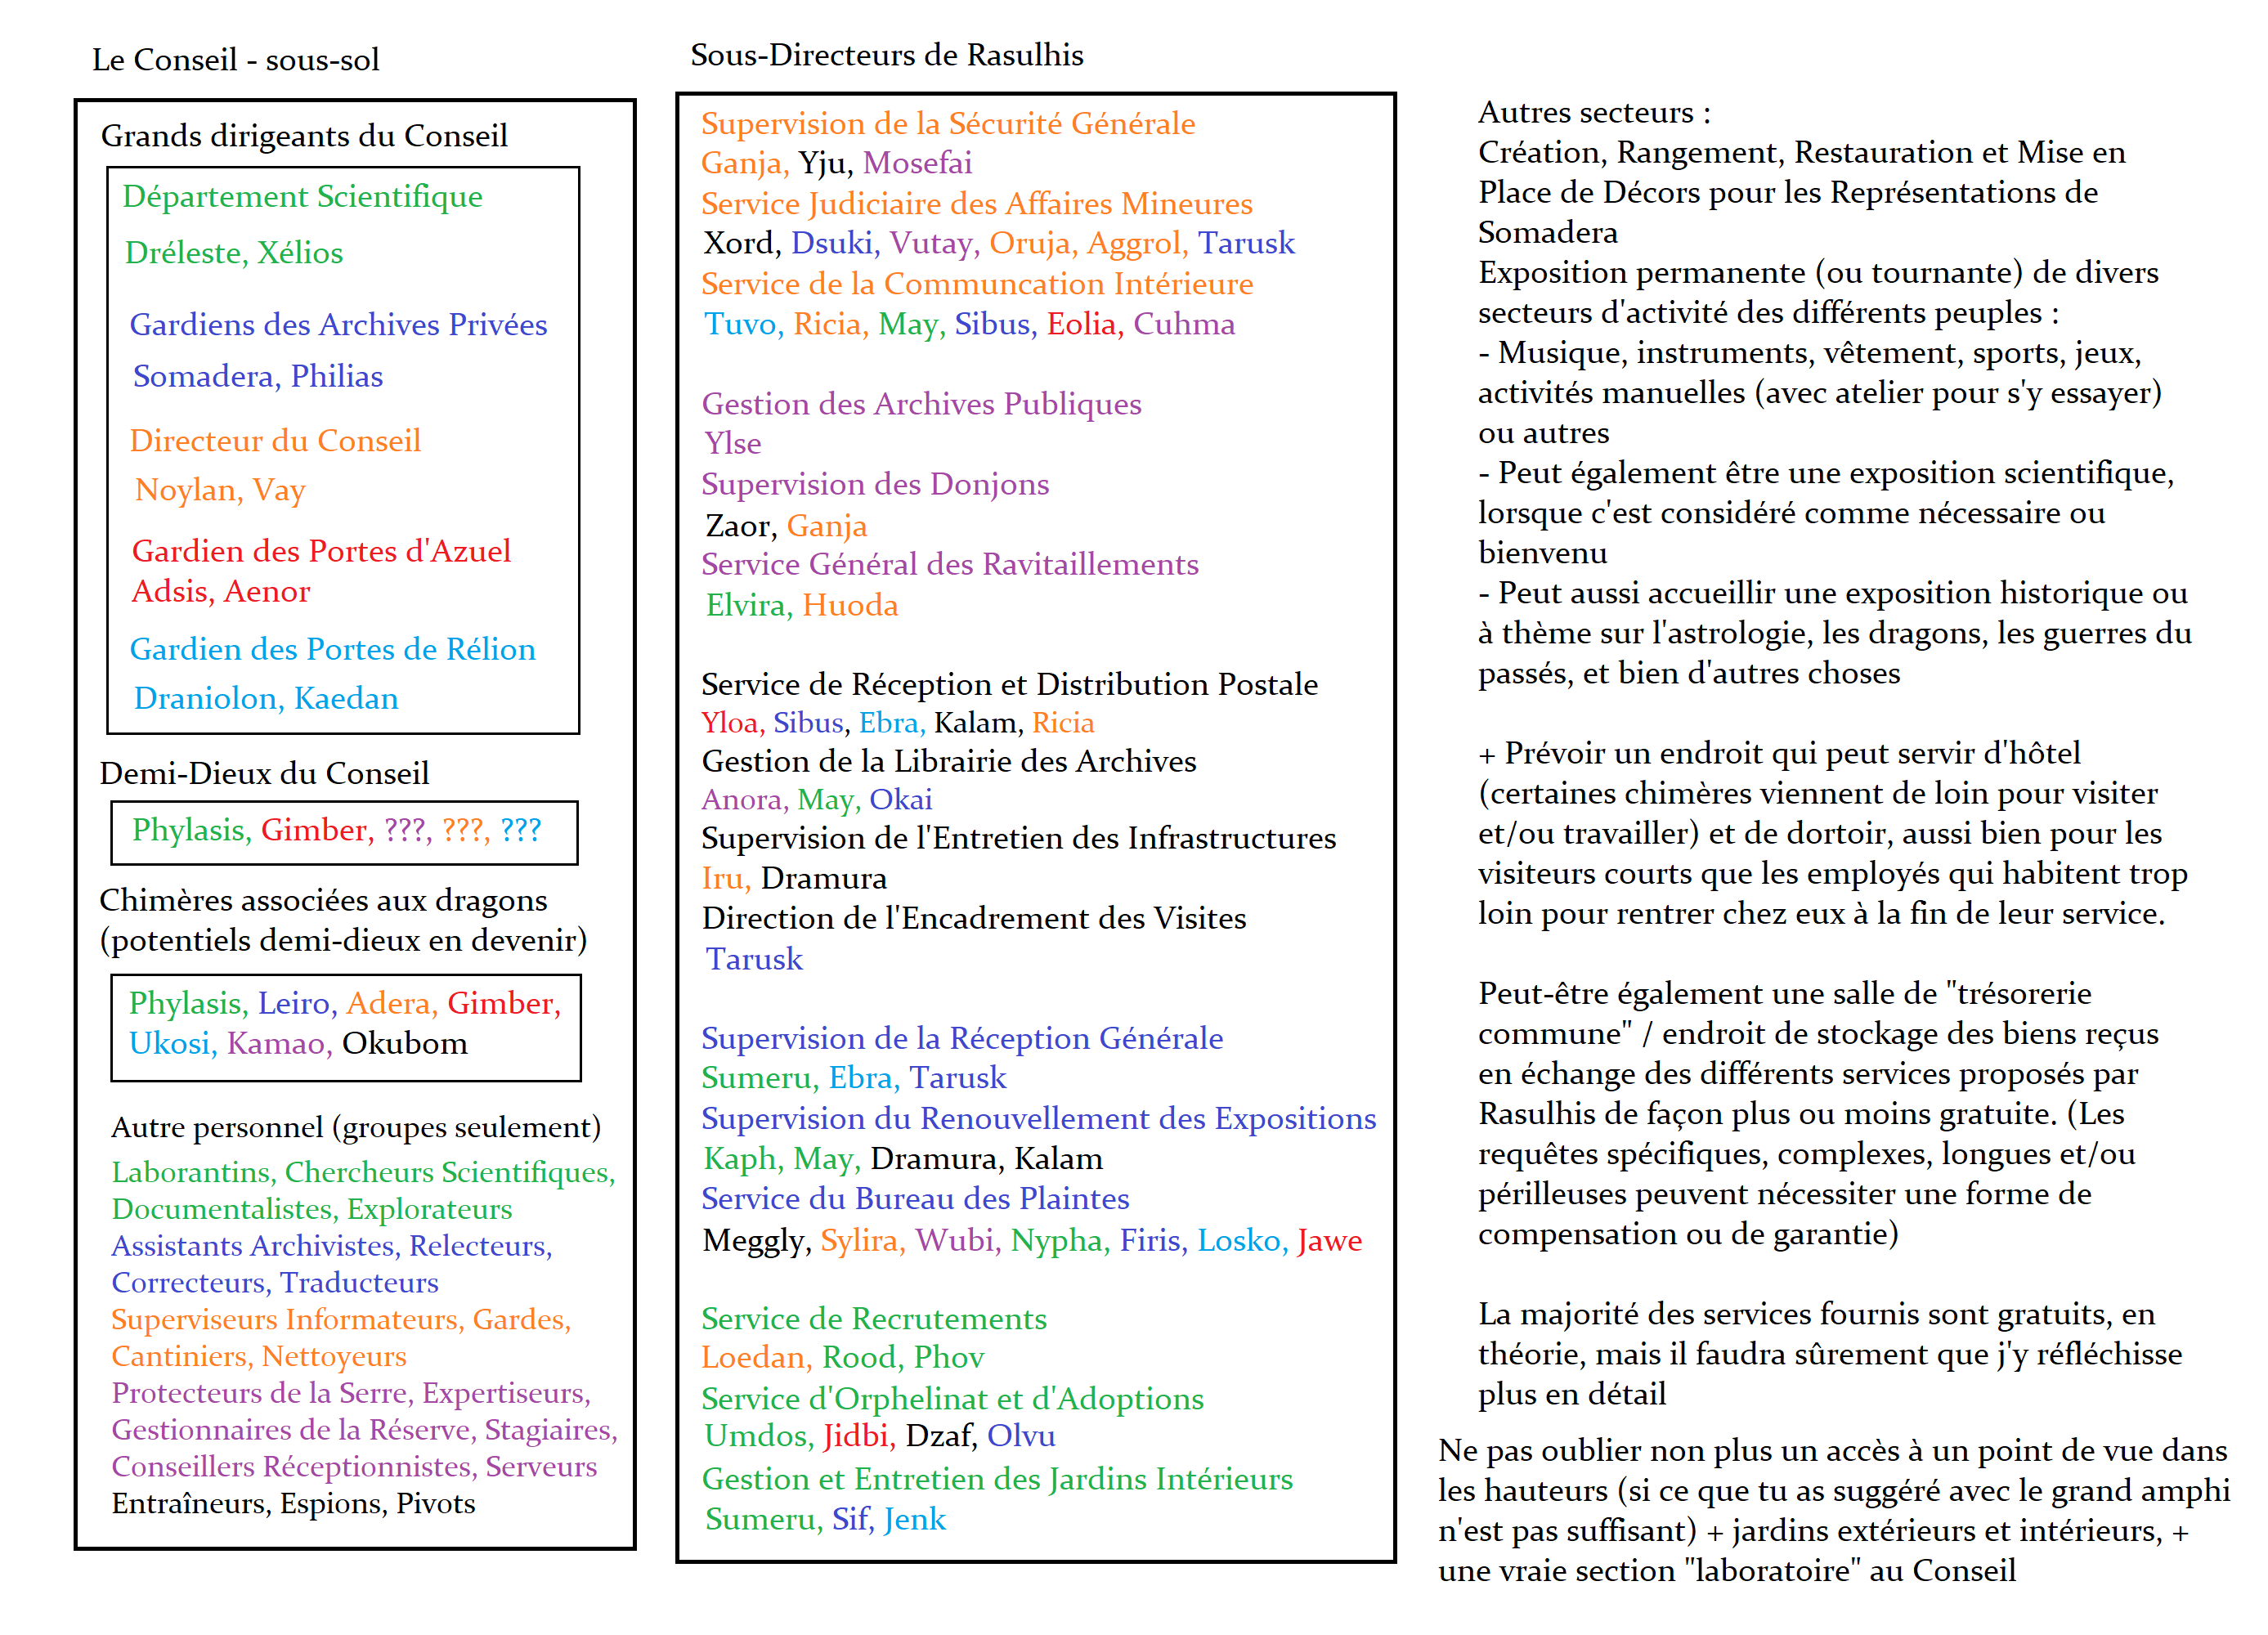 Le Conseil - sous-sol
Grands dirigeants du Conseil
Département Scientifique
Dréleste, Xélios
Gardiens des Archives Privées
Somadera, Philias
Directeur du Conseil
Noylan, Vay
Gardien des Portes d'Azuel
Adsis, Aenor
Gardien des Portes de Rélion
Draniolon, Kaedan
Demi-Dieux du Conseil
Phylasis, Gimber, ???, ???, ???
Chimères associées aux dragons
(potentiels demi-dieux en devenir)
Phylasis, Leiro, Adera, Gimber,
Ukosi, Kamao, Okubom
Autre personnel (groupes seulement)
Laborantins, Chercheurs Scientifiques,
Documentalistes, Explorateurs
Assistants Archivistes, Relecteurs,
Correcteurs, Traducteurs
Superviseurs Informateurs, Gardes,
Cantiniers, Nettoyeurs
Protecteurs de la Serre, Expertiseurs,
Gestionnaires de la Réserve, Stagiaires,
Conseillers Réceptionnistes, Serveurs
Entraîneurs, Espions, Pivots
Sous-Directeurs de Rasulhis
Supervision de la Sécurité Générale
Ganja, Yju, Mosefai
Service Judiciaire des Affaires Mineures
Xord, Dsuki, Vutay, Oruja, Aggrol, Tarusk
Service de la Communcation Intérieure
Tuvo, Ricia, May, Sibus, Eolia, Cuhma
Gestion des Archives Publiques
Ylse
Supervision des Donjons
Zaor, Ganja
Service Général des Ravitaillements
Elvira, Huoda
Service de Réception et Distribution Postale
Yloa, Sibus, Ebra, Kalam, Ricia
Gestion de la Librairie des Archives
Anora, May, Okai
Supervision de l'Entretien des Infrastructures
Iru, Dramura
Direction de l'Encadrement des Visites
Tarusk
Supervision de la Réception Générale
Sumeru, Ebra, Tarusk
Supervision du Renouvellement des Expositions
Kaph, May, Dramura, Kalam
Service du Bureau des Plaintes
Meggly, Sylira, Wubi, Nypha, Firis, Losko, Jawe
Service de Recrutements
Loedan, Rood, Phov
Service d'Orphelinat et d'Adoptions
Umdos, Jidbi, Dzaf, Olvu
Gestion et Entretien des Jardins Intérieurs
Sumeru, Sif, Jenk
Autres secteurs :
Création, Rangement, Restauration et Mise en
Place de Décors pour les Représentations de
Somadera
Exposition permanente (ou tournante) de divers
secteurs d'activité des différents peuples :
- Musique, instruments, vêtement, sports, jeux,
activités manuelles (avec atelier pour s'y essayer)
ou autres
- Peut également être une exposition scientifique,
lorsque c'est considéré comme nécessaire ou
bienvenu
- Peut aussi accueillir une exposition historique ou
à thème sur l'astrologie, les dragons, les guerres du
passés, et bien d'autres choses
+ Prévoir un endroit qui peut servir d'hôtel
(certaines chimères viennent de loin pour visiter
et/ou travailler) et de dortoir, aussi bien pour les
visiteurs courts que les employés qui habitent trop
loin pour rentrer chez eux à la fin de leur service.
Peut-être également une salle de "trésorerie
commune" / endroit de stockage des biens reçus
en échange des différents services proposés par
Rasulhis de façon plus ou moins gratuite. (Les
requêtes spécifiques, complexes, longues et/ou
périlleuses peuvent nécessiter une forme de
compensation ou de garantie)
La majorité des services fournis sont gratuits, en
théorie, mais il faudra sûrement que j'y réfléchisse
plus en détail
Ne pas oublier non plus un accès à un point de vue dans
les hauteurs (si ce que tu as suggéré avec le grand amphi
n'est pas suffisant) + jardins extérieurs et intérieurs, +
une vraie section "laboratoire" au Conseil